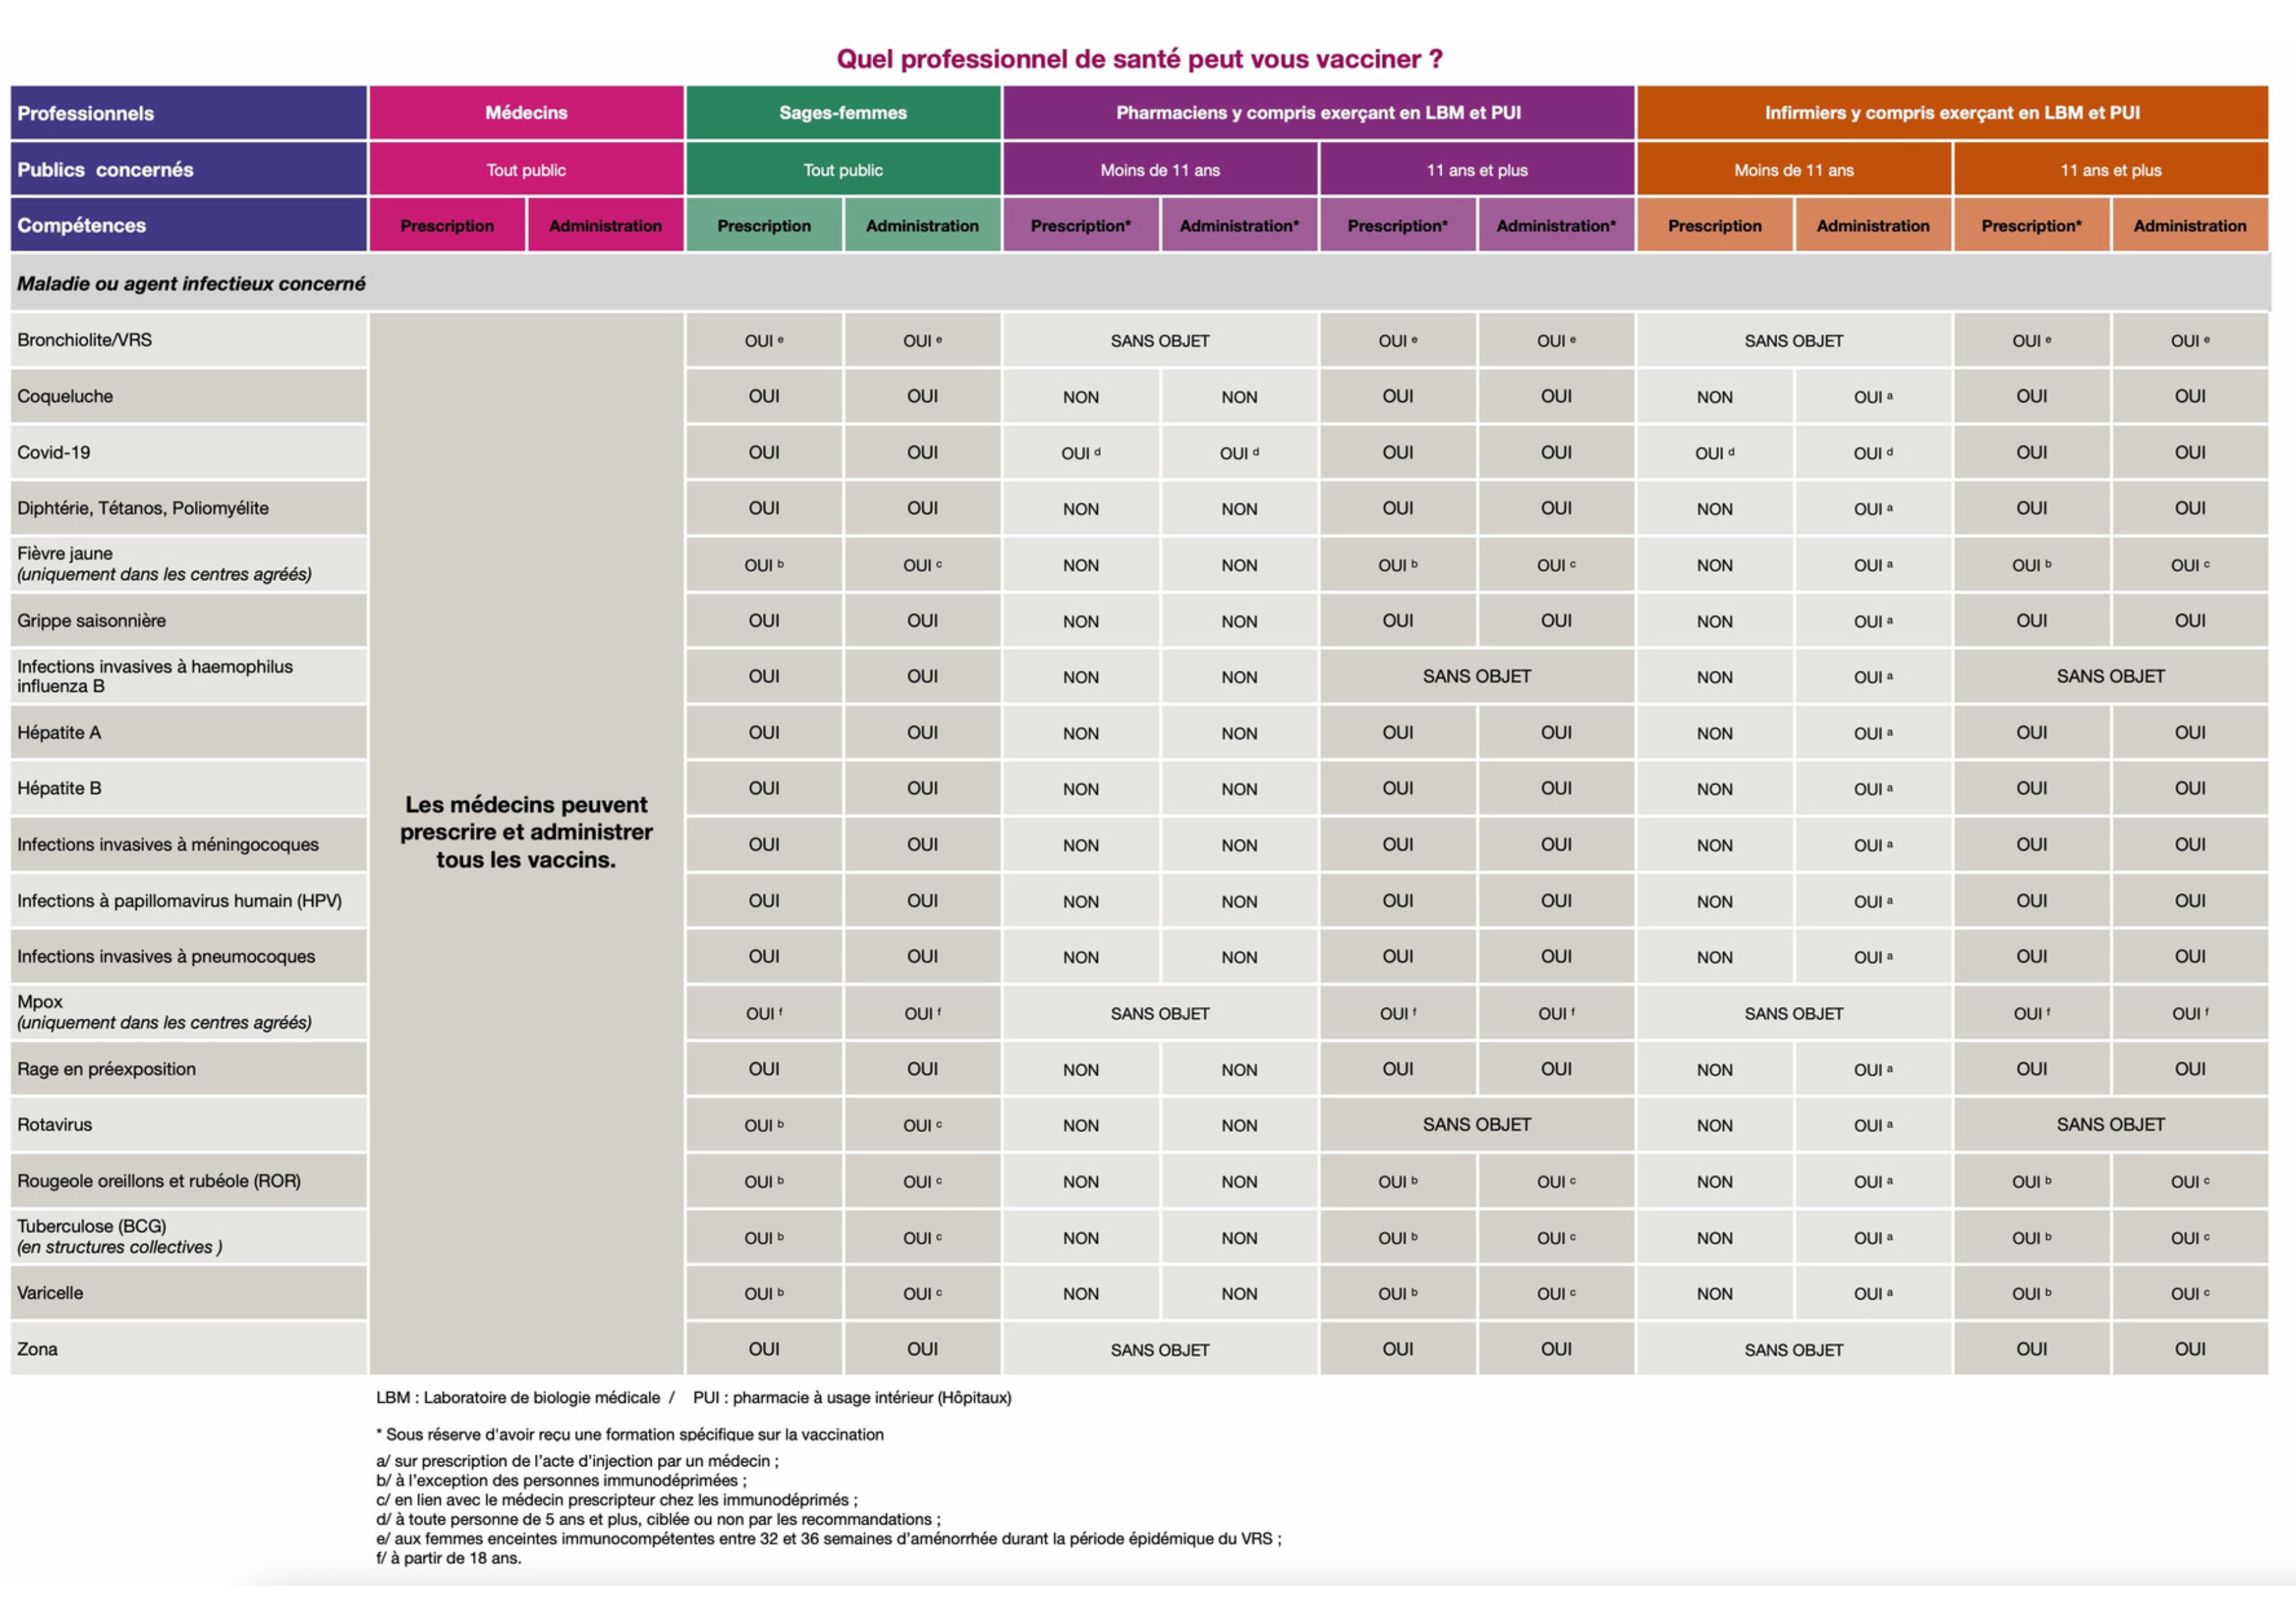 Quel professionnel de santé peut vous vacciner ?
Professionnels Médecins Sages-femmes Pharmaciens y compris exerçant en LBM et PUI Infirmiers y compris exerçant en LBM et PUI
Publics concernés Tout public Tout public Moins de 11 ans 11 ans et plus Moins de 11 ans 11 ans et plus
Compétences Prescription Administration Prescription Administration Prescription* Administration* Prescription* Administration* Prescription Administration Prescription* Administration
Maladie ou agent infectieux concerné
Bronchiolite/VRS OUI e OUI e SANS OBJET OUI e OUI e SANS OBJET OUI e OUI e
Coqueluche OUI OUI NON NON OUI OUI NON OUI a OUI OUI
Covid-19 OUI OUI OUI d OUI d OUI OUI OUI d OUI d OUI OUI
Diphtérie, Tétanos, Poliomyélite OUI OUI NON NON OUI OUI NON OUI a OUI OUI
Fièvre jaune
(uniquement dans les centres agréés) OUI b OUI c NON NON OUI b OUI c NON OUI a OUI b OUI c
Grippe saisonnière OUI OUI NON NON OUI OUI NON OUI a OUI OUI
Infections invasives à haemophilus
influenza B OUI OUI NON NON SANS OBJET NON OUI a SANS OBJET
Hépatite A OUI OUI NON NON OUI OUI NON OUI a OUI OUI
Hépatite B OUI OUI NON NON OUI OUI NON OUI a OUI OUI
Les médecins peuvent
prescrire et administrer
tous les vaccins.
Infections invasives à méningocoques OUI OUI NON NON OUI OUI NON OUI a OUI OUI
Infections à papillomavirus humain (HPV) OUI OUI NON NON OUI OUI NON OUI a OUI OUI
Infections invasives à pneumocoques OUI OUI NON NON OUI OUI NON OUI a OUI OUI
Mpox
(uniquement dans les centres agréés) OUI f OUI f SANS OBJET OUI f OUI f SANS OBJET OUI f OUI f
Rage en préexposition OUI OUI NON NON OUI OUI NON OUI a OUI OUI
Rotavirus OUI b OUI c NON NON SANS OBJET NON OUI a SANS OBJET
Rougeole oreillons et rubéole (ROR) OUI b OUI c NON NON OUI b OUI c NON OUI a OUI b OUI c
Tuberculose (BCG)
(en structures collectives ) OUI b OUI c NON NON OUI b OUI c NON OUI a OUI b OUI c
Varicelle OUI b OUI c NON NON OUI b OUI c NON OUI a OUI b OUI c
Zona OUI OUI SANS OBJET OUI OUI SANS OBJET OUI OUI
LBM : Laboratoire de biologie médicale / PUI : pharmacie à usage intérieur (Hôpitaux)
* Sous réserve d'avoir reçu une formation spécifique sur la vaccination
a/ sur prescription de l'acte d'injection par un médecin ;
b/ à l'exception des personnes immunodéprimées ;
c/ en lien avec le médecin prescripteur chez les immunodéprimés ;
d/ à toute personne de 5 ans et plus, ciblée ou non par les recommandations ;
e/ aux femmes enceintes immunocompétentes entre 32 et 36 semaines d'aménorrhée durant la période épidémique du VRS ;
f/ à partir de 18 ans.